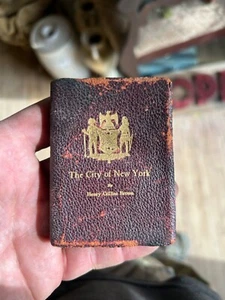 The City of New York
by
Henry Collins Brown